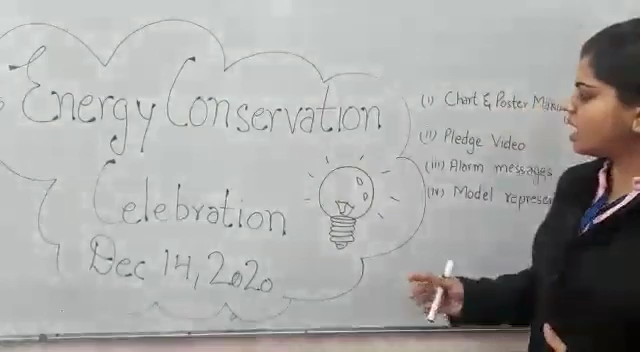 Energy Conservation
Celebration
Dec 14, 2020
(i) Chart & Poster
(ii) Pledge Video
(iii) Alarm messages
(iv) Model